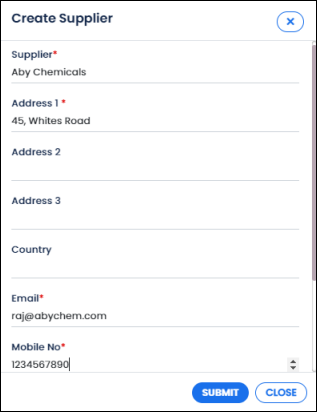 Create Supplier
Supplier*
Aby Chemicals
Address 1 *
45, Whites Road
Address 2
Address 3
Country
Email*
raj@abychem.com
Mobile No*
1234567890
SUBMIT CLOSE